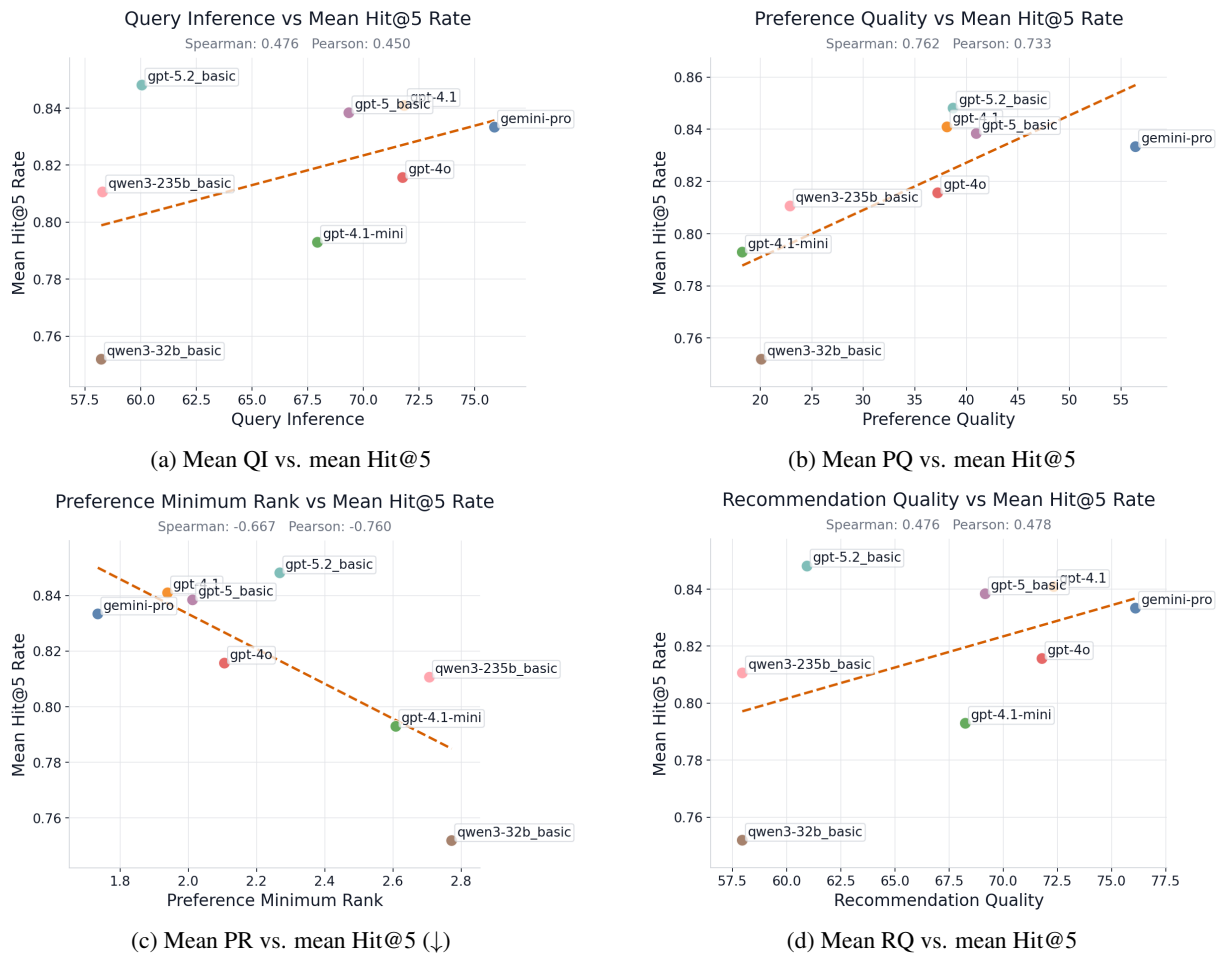 Query Inference vs Mean Hit@5 Rate
Spearman: 0.476 Pearson: 0.450
gpt-5.2_basic
gpt-4.1
gpt-5_basic
gemini-pro
gpt-4o
qwen3-235b_basic
gpt-4.1-mini
qwen3-32b_basic
0.84
0.82
0.80
0.78
0.76
Mean Hit@5 Rate
57.5 60.0 62.5 65.0 67.5 70.0 72.5 75.0
Query Inference
(a) Mean QI vs. mean Hit@5
Preference Quality vs Mean Hit@5 Rate
Spearman: 0.762 Pearson: 0.733
gpt-5.2_basic
gpt-4.1
gpt-5_basic
gemini-pro
gpt-4o
qwen3-235b_basic
gpt-4.1-mini
qwen3-32b_basic
0.86
0.84
0.82
0.80
0.78
0.76
Mean Hit@5 Rate
20 25 30 35 40 45 50 55
Preference Quality
(b) Mean PQ vs. mean Hit@5
Preference Minimum Rank vs Mean Hit@5 Rate
Spearman: -0.667 Pearson: -0.760
gpt-5.2_basic
gpt-4.1
gpt-5_basic
gemini-pro
gpt-4o
qwen3-235b_basic
gpt-4.1-mini
qwen3-32b_basic
0.84
0.82
0.80
0.78
0.76
Mean Hit@5 Rate
1.8 2.0 2.2 2.4 2.6 2.8
Preference Minimum Rank
(c) Mean PR vs. mean Hit@5 (↓)
Recommendation Quality vs Mean Hit@5 Rate
Spearman: 0.476 Pearson: 0.478
gpt-5.2_basic
gpt-4.1
gpt-5_basic
gemini-pro
gpt-4o
qwen3-235b_basic
gpt-4.1-mini
qwen3-32b_basic
0.84
0.82
0.80
0.78
0.76
Mean Hit@5 Rate
57.5 60.0 62.5 65.0 67.5 70.0 72.5 75.0 77.5
Recommendation Quality
(d) Mean RQ vs. mean Hit@5